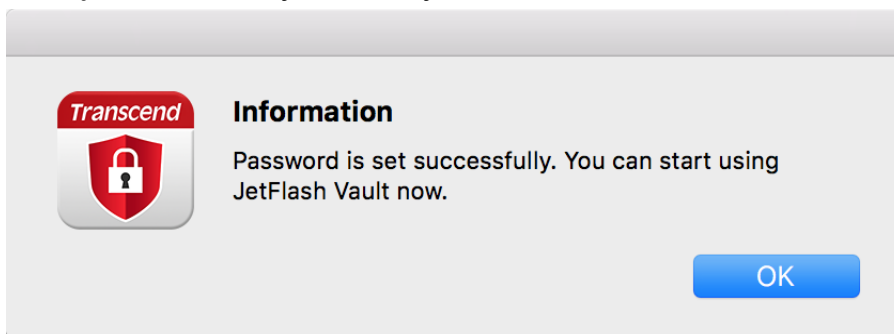 Transcend
Information
Password is set successfully. You can start using
JetFlash Vault now.
OK